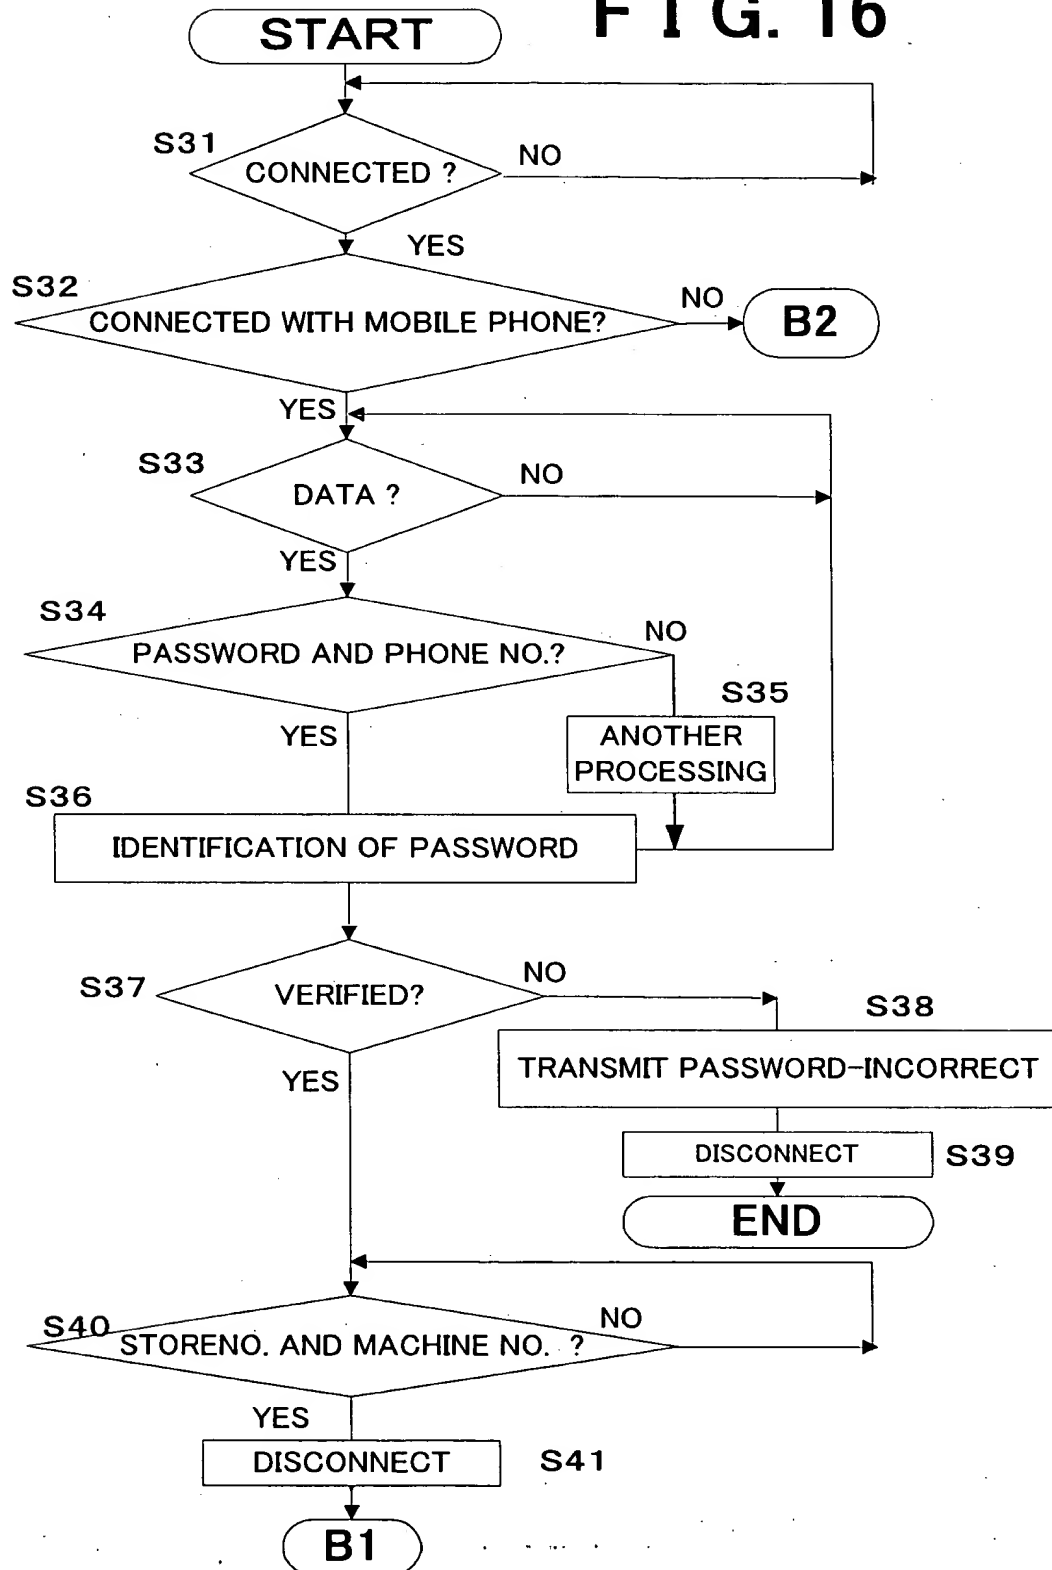 F I G. 16
START
S31
CONNECTED ?
NO
YES
S32
CONNECTED WITH MOBILE PHONE?
NO
B2
YES
S33
DATA ?
NO
YES
S34
PASSWORD AND PHONE NO.?
NO
S35
ANOTHER
PROCESSING
YES
S36
IDENTIFICATION OF PASSWORD
S37
VERIFIED?
NO
S38
TRANSMIT PASSWORD-INCORRECT
YES
DISCONNECT
S39
END
S40
STORENO. AND MACHINE NO. ?
NO
YES
DISCONNECT
S41
B1